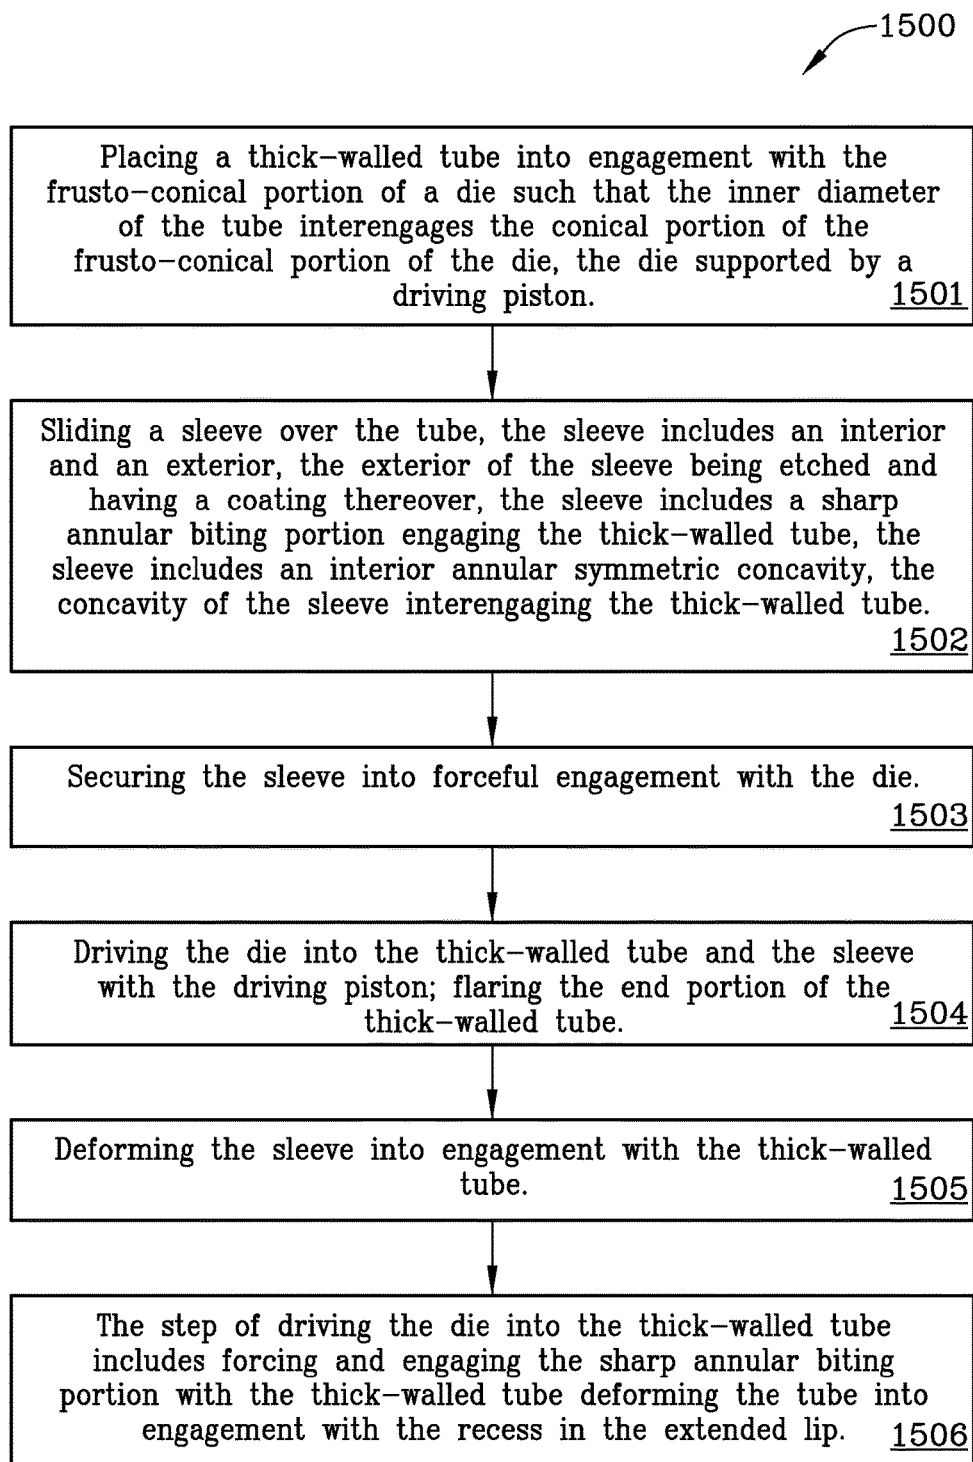 1500
Placing a thick-walled tube into engagement with the
frusto-conical portion of a die such that the inner diameter
of the tube interengages the conical portion of the
frusto-conical portion of the die, the die supported by a
driving piston.
1501
Sliding a sleeve over the tube, the sleeve includes an interior
and an exterior, the exterior of the sleeve being etched and
having a coating thereover, the sleeve includes a sharp
annular biting portion engaging the thick-walled tube, the
sleeve includes an interior annular symmetric concavity, the
concavity of the sleeve interengaging the thick-walled tube.
1502
Securing the sleeve into forceful engagement with the die.
1503
Driving the die into the thick-walled tube and the sleeve
with the driving piston; flaring the end portion of the
thick-walled tube.
1504
Deforming the sleeve into engagement with the thick-walled
tube.
1505
The step of driving the die into the thick-walled tube
includes forcing and engaging the sharp annular biting
portion with the thick-walled tube deforming the tube into
engagement with the recess in the extended lip.
1506